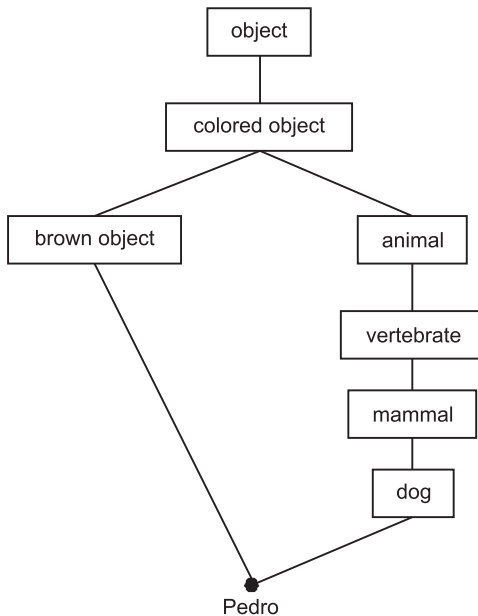 object
colored object
brown object
animal
vertebrate
mammal
dog
Pedro